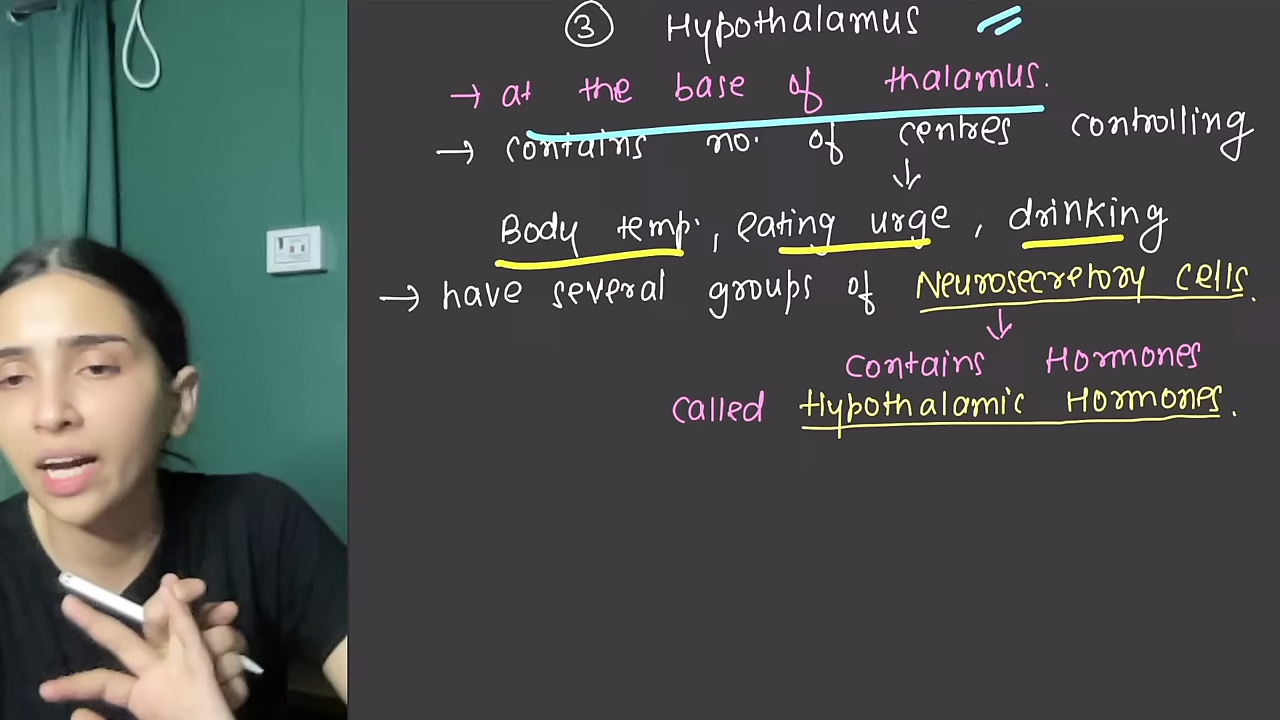 ③ Hypothalamus
→ at the base of thalamus.
→ contains no. of centres controlling
↓
Body temp., eating urge, drinking
→ have several groups of Neurosecretory cells.
↓
Contains Hormones
called Hypothalamic Hormones.